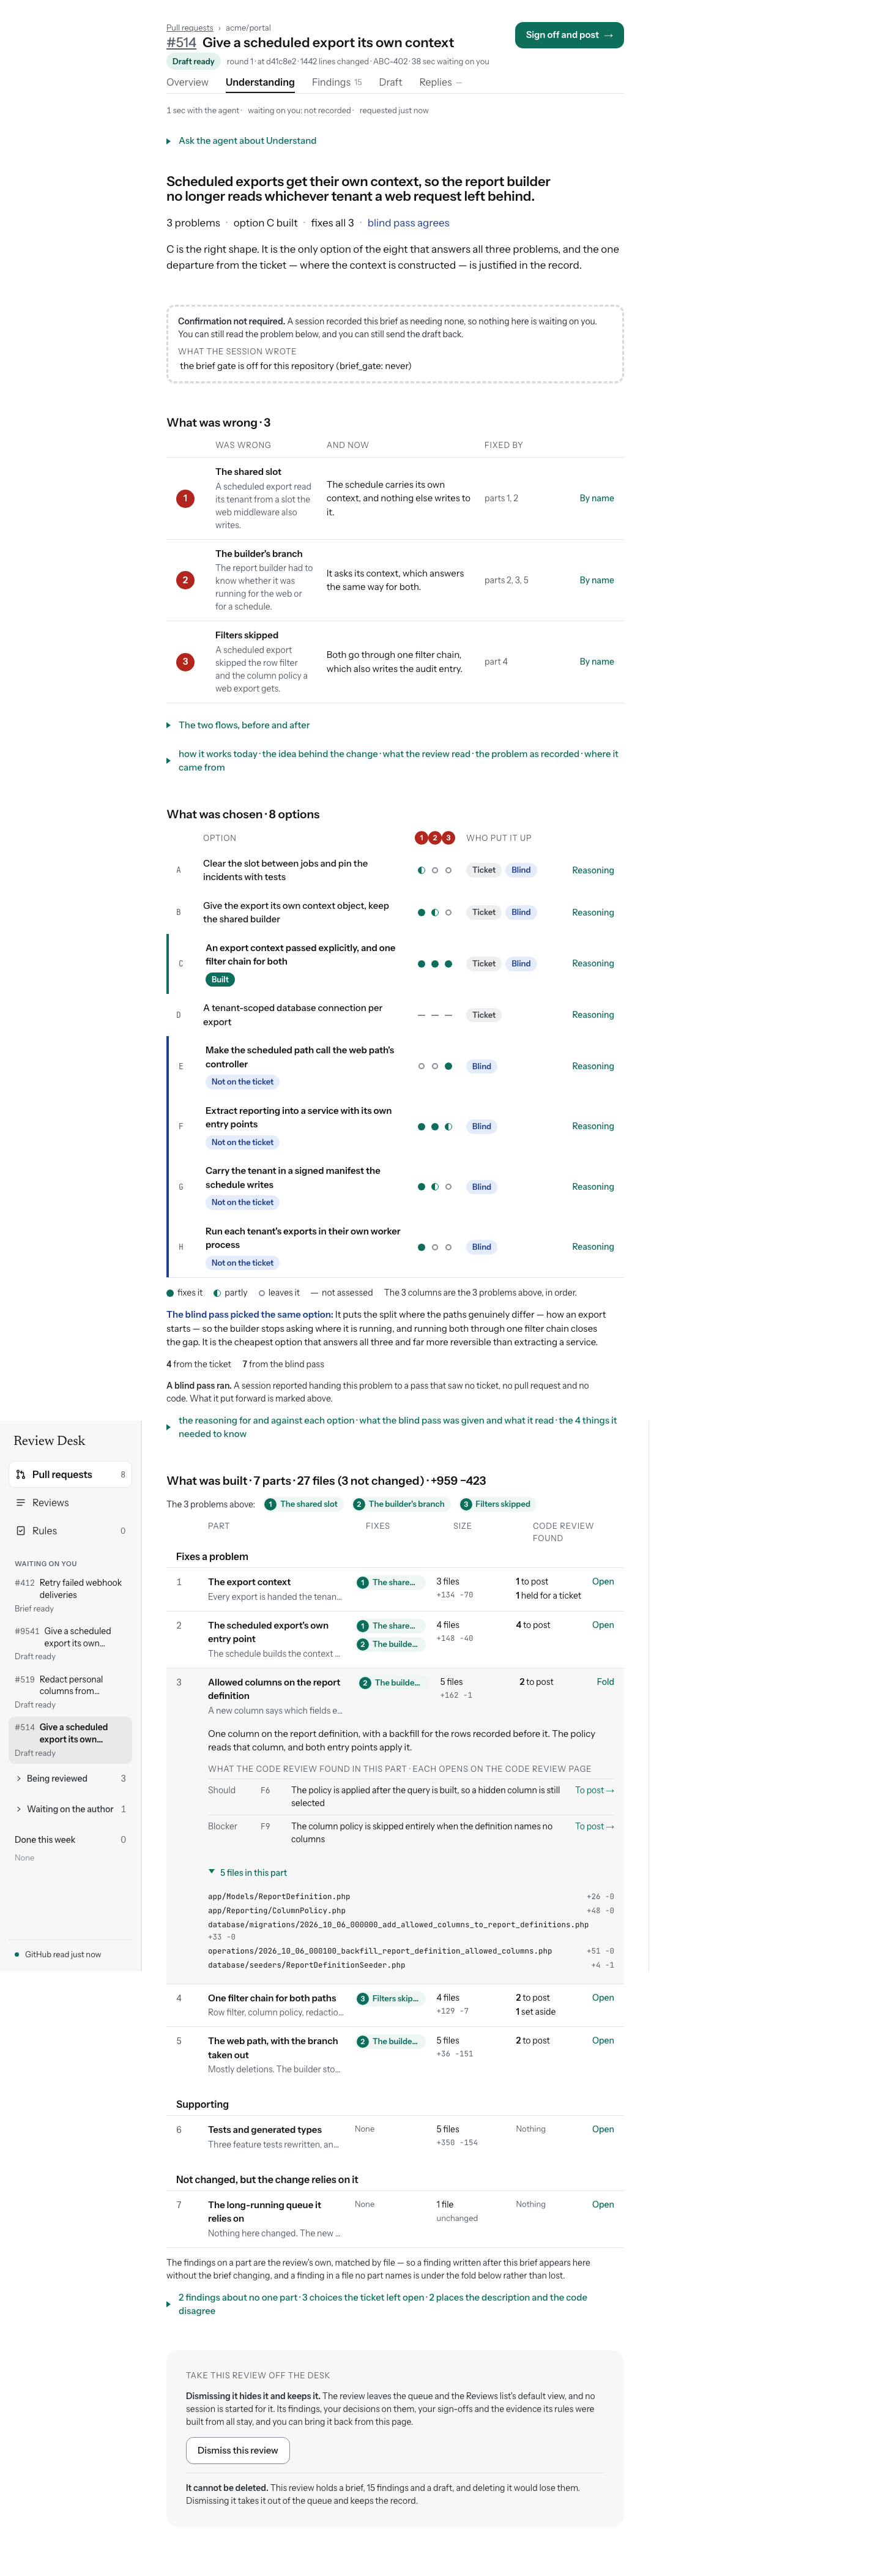 Pull requests › acme/portal
#514 Give a scheduled export its own context
Sign off and post →
Draft ready round 1 · at d41c8e2 · 1442 lines changed · ABC-402 · 38 sec waiting on you
Overview Understanding Findings 15 Draft Replies —
1 sec with the agent · waiting on you: not recorded · requested just now
Ask the agent about Understand
Scheduled exports get their own context, so the report builder
no longer reads whichever tenant a web request left behind.
3 problems · option C built · fixes all 3 · blind pass agrees
C is the right shape. It is the only option of the eight that answers all three problems, and the one
departure from the ticket — where the context is constructed — is justified in the record.
Confirmation not required. A session recorded this brief as needing none, so nothing here is waiting on you.
You can still read the problem below, and you can still send the draft back.
WHAT THE SESSION WROTE
the brief gate is off for this repository (brief_gate: never)
What was wrong · 3
WAS WRONG AND NOW FIXED BY
1
The shared slot
A scheduled export read
its tenant from a slot the
web middleware also
writes.
The schedule carries its own
context, and nothing else writes to
it.
parts 1, 2
By name
2
The builder's branch
The report builder had to
know whether it was
running for the web or
for a schedule.
It asks its context, which answers
the same way for both.
parts 2, 3, 5
By name
3
Filters skipped
A scheduled export
skipped the row filter
and the column policy a
web export gets.
Both go through one filter chain,
which also writes the audit entry.
part 4
By name
The two flows, before and after
how it works today · the idea behind the change · what the review read · the problem as recorded · where it
came from
What was chosen · 8 options
OPTION 1 2 3 WHO PUT IT UP
A Clear the slot between jobs and pin the
incidents with tests
Ticket Blind Reasoning
B Give the export its own context object, keep
the shared builder
Ticket Blind Reasoning
C An export context passed explicitly, and one
filter chain for both
Built
Ticket Blind Reasoning
D A tenant-scoped database connection per
export
— — — Ticket Reasoning
E Make the scheduled path call the web path's
controller
Not on the ticket
Blind Reasoning
F Extract reporting into a service with its own
entry points
Not on the ticket
Blind Reasoning
G Carry the tenant in a signed manifest the
schedule writes
Not on the ticket
Blind Reasoning
H Run each tenant's exports in their own worker
process
Not on the ticket
Blind Reasoning
fixes it partly leaves it — not assessed The 3 columns are the 3 problems above, in order.
The blind pass picked the same option: It puts the split where the paths genuinely differ — how an export
starts — so the builder stops asking where it is running, and running both through one filter chain closes
the gap. It is the cheapest option that answers all three and far more reversible than extracting a service.
4 from the ticket 7 from the blind pass
A blind pass ran. A session reported handing this problem to a pass that saw no ticket, no pull request and no
code. What it put forward is marked above.
the reasoning for and against each option · what the blind pass was given and what it read · the 4 things it
needed to know
Review Desk
Pull requests 8
Reviews
Rules 0
WAITING ON YOU
#412 Retry failed webhook
deliveries
Brief ready
#9541 Give a scheduled
export its own...
Draft ready
#519 Redact personal
columns from...
Draft ready
#514 Give a scheduled
export its own...
Draft ready
Being reviewed 3
Waiting on the author 1
Done this week 0
None
GitHub read just now
What was built · 7 parts · 27 files (3 not changed) · +959 −423
The 3 problems above: 1 The shared slot 2 The builder's branch 3 Filters skipped
PART FIXES SIZE CODE REVIEW
FOUND
Fixes a problem
1 The export context
Every export is handed the tenan...
1 The share...
3 files
+134 -70
1 to post
1 held for a ticket
Open
2 The scheduled export's own
entry point
The schedule builds the context ...
1 The share...
2 The builde...
4 files
+148 -40
4 to post
Open
3 Allowed columns on the report
definition
A new column says which fields e...
2 The builde...
5 files
+162 -1
2 to post
Fold
One column on the report definition, with a backfill for the rows recorded before it. The policy
reads that column, and both entry points apply it.
WHAT THE CODE REVIEW FOUND IN THIS PART · EACH OPENS ON THE CODE REVIEW PAGE
Should F6 The policy is applied after the query is built, so a hidden column is still
selected
To post →
Blocker F9 The column policy is skipped entirely when the definition names no
columns
To post →
5 files in this part
app/Models/ReportDefinition.php +26 -0
app/Reporting/ColumnPolicy.php +48 -0
database/migrations/2026_10_06_000000_add_allowed_columns_to_report_definitions.php
+33 -0
operations/2026_10_06_000100_backfill_report_definition_allowed_columns.php +51 -0
database/seeders/ReportDefinitionSeeder.php +4 -1
4 One filter chain for both paths
Row filter, column policy, redactio...
3 Filters skip...
4 files
+129 -7
2 to post
1 set aside
Open
5 The web path, with the branch
taken out
Mostly deletions. The builder sto...
2 The builde...
5 files
+36 -151
2 to post
Open
Supporting
6 Tests and generated types
Three feature tests rewritten, an...
None
5 files
+350 -154
Nothing
Open
Not changed, but the change relies on it
7 The long-running queue it
relies on
Nothing here changed. The new ...
None
1 file
unchanged
Nothing
Open
The findings on a part are the review's own, matched by file — so a finding written after this brief appears here
without the brief changing, and a finding in a file no part names is under the fold below rather than lost.
2 findings about no one part · 3 choices the ticket left open · 2 places the description and the code
disagree
TAKE THIS REVIEW OFF THE DESK
Dismissing it hides it and keeps it. The review leaves the queue and the Reviews list's default view, and no
session is started for it. Its findings, your decisions on them, your sign-offs and the evidence its rules were
built from all stay, and you can bring it back from this page.
Dismiss this review
It cannot be deleted. This review holds a brief, 15 findings and a draft, and deleting it would lose them.
Dismissing it takes it out of the queue and keeps the record.